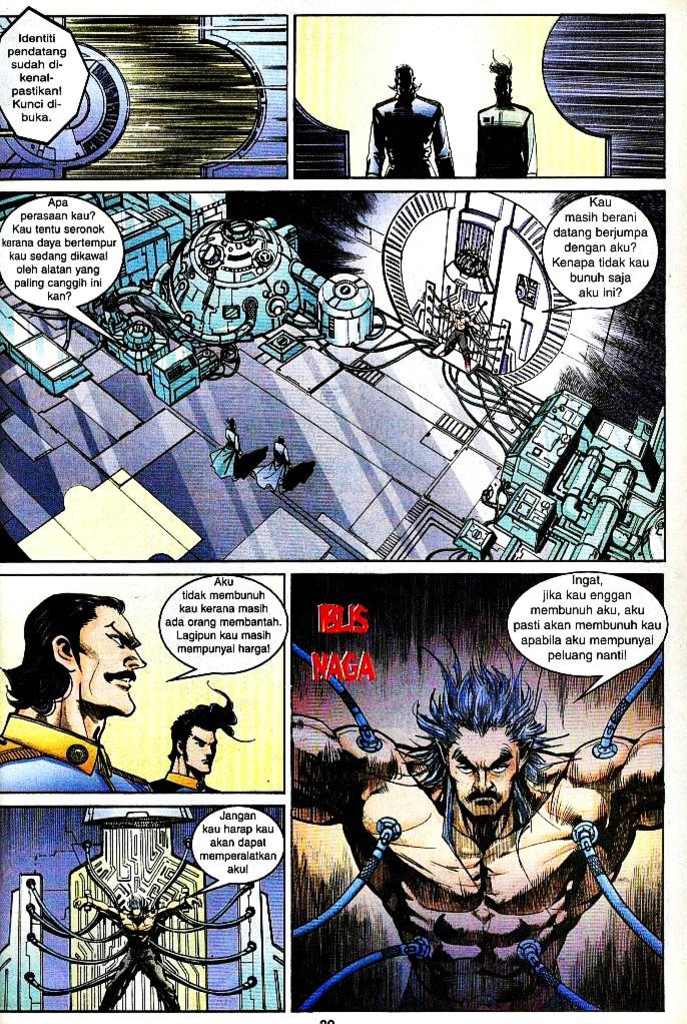 Identiti
pendatang
sudah di-
kenal-
pastikan!
Kunci di-
buka.
Apa
perasaan kau?
Kau tentu seronok
kerana daya bertempur
kau sedang dikawal
oleh alatan yang
paling canggih ini
kan?
Kau
masih berani
datang berjumpa
dengan aku?
Kenapa tidak kau
bunuh saja
aku ini?
Aku
tidak membunuh
kau kerana masih
ada orang membantah.
Lagipun kau masih
mempunyai harga!
Ingat,
jika kau enggan
membunuh aku, aku
pasti akan membunuh kau
apabila aku mempunyai
peluang nanti!
IBLIS
NAGA
Jangan
kau harap kau
akan dapat
memperalatkan
aku!